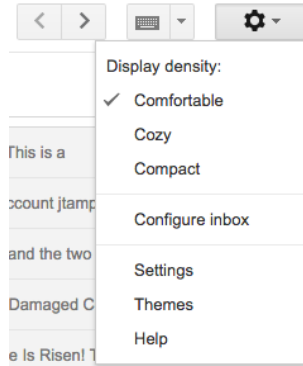 Display density:
Comfortable
Cozy
Compact
Configure inbox
Settings
Themes
Help
This is a
ccount jtamp
and the two
Damaged C
e Is Risen! T